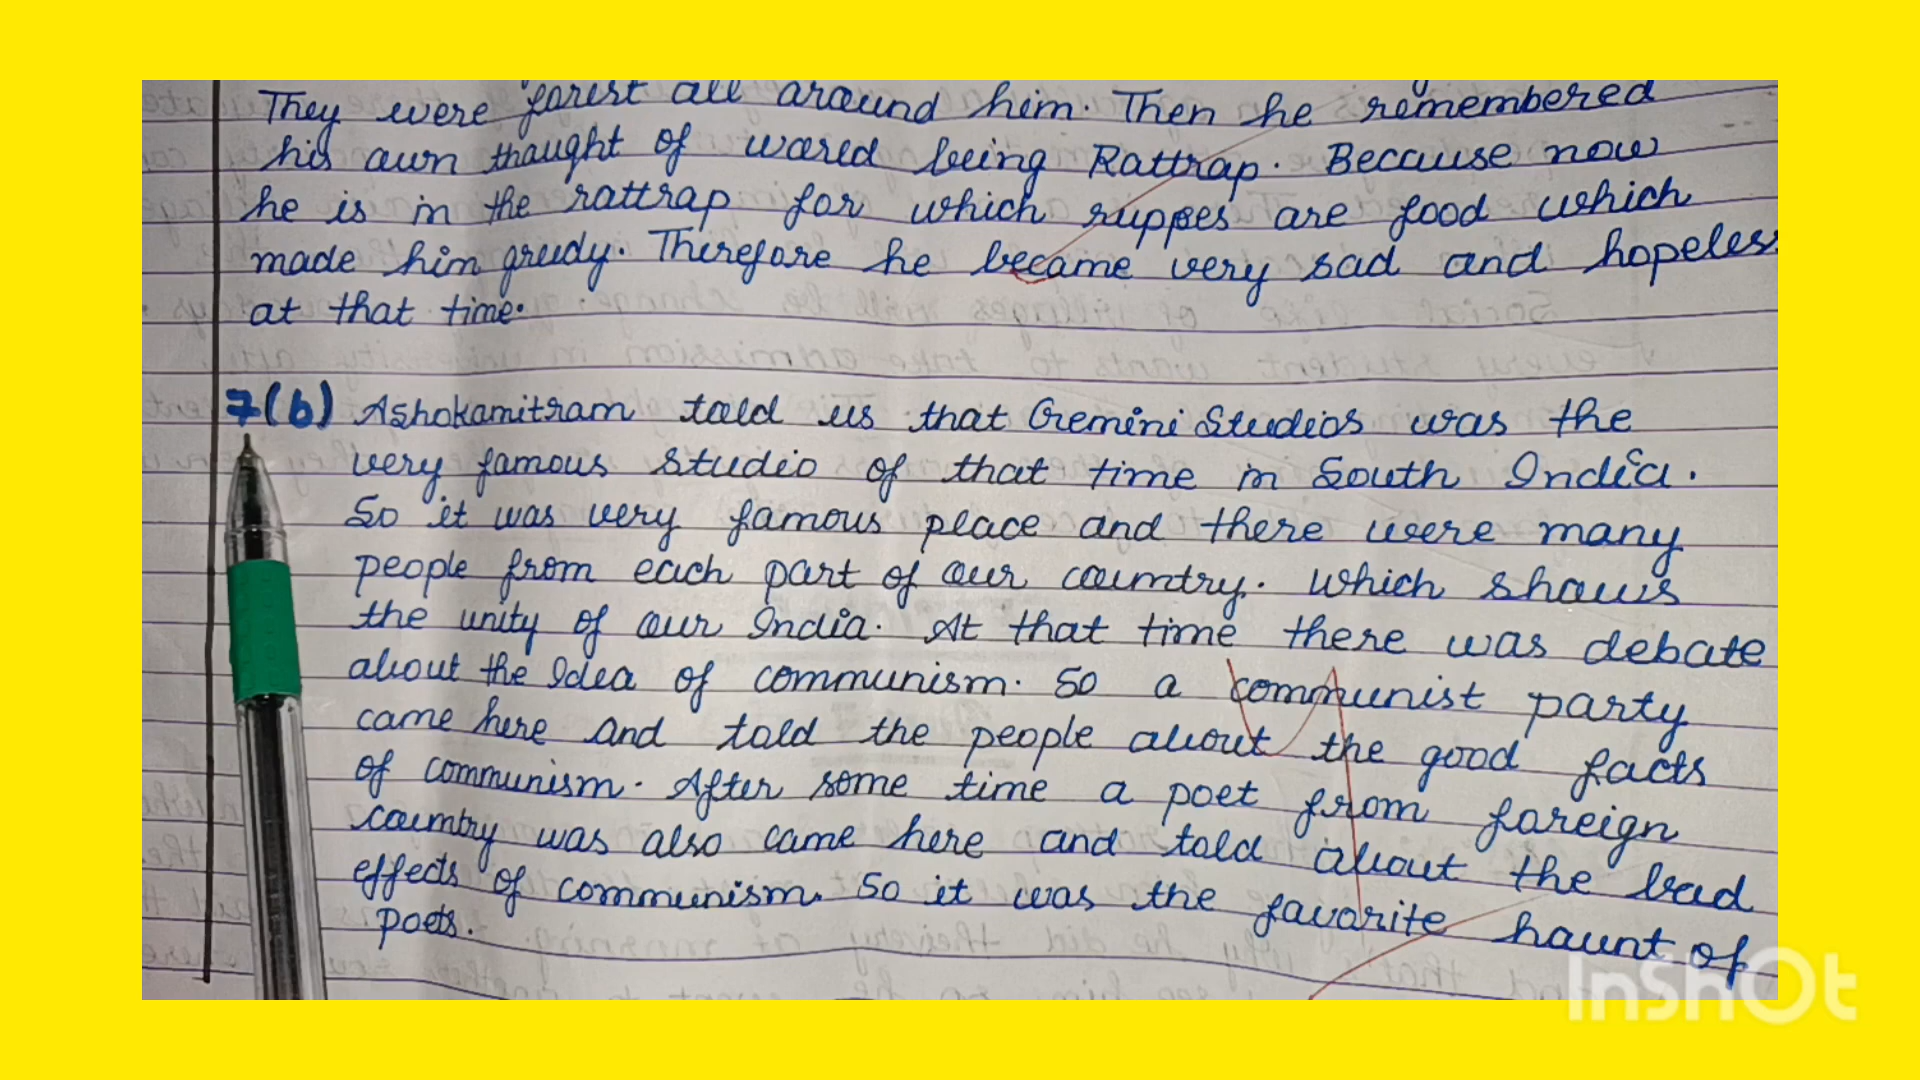 They were forist all around him. Then he remembered
his own thought of wored being Rattrap. Because now
he is in the rattrap for which ruppes are food which
made him gredy. Therefore he became very sad and hopeless
at that time.
7(b) Ashokamitram told us that Gemini Studios was the
very famous studio of that time in South India.
So it was very famous place and there were many
people from each part of our country. Which shows
the unity of our India. At that time there was debate
about the Idea of communism. So a communist party
came here and told the people about the good facts
of communism. After some time a poet from foreign
country was also came here and told about the bad
effects of communism. So it was the favorite haunt of
poets.
InShOt